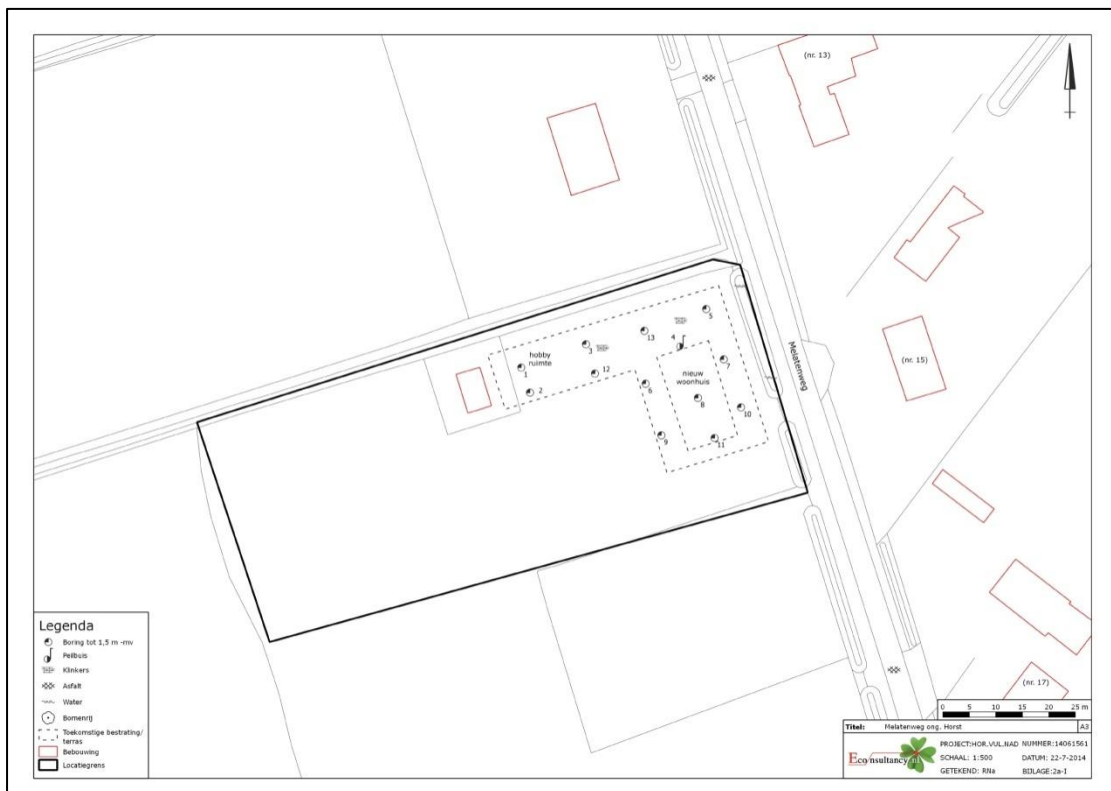 (nr. 13)
Melatenweg
(nr. 15)
(nr. 17)
hobby
ruimte
nieuw
woonhuis
1
2
3
4
5
6
7
8
9
10
11
12
13
Legenda
Boring tot 1,5 m -mv
Peilbuis
Klinkers
Asfalt
Water
Bomenrij
Toekomstige bestrating/
terras
Bebouwing
Locatiegrens
0 5 10 15 20 25 m
Titel: Melatenweg ong. Horst A3
Econsultancy.nl
PROJECT:HOR.VUL.NAD NUMMER:14061561
SCHAAL: 1:500 DATUM: 22-7-2014
GETEKEND: RNa BIJLAGE:2a-I